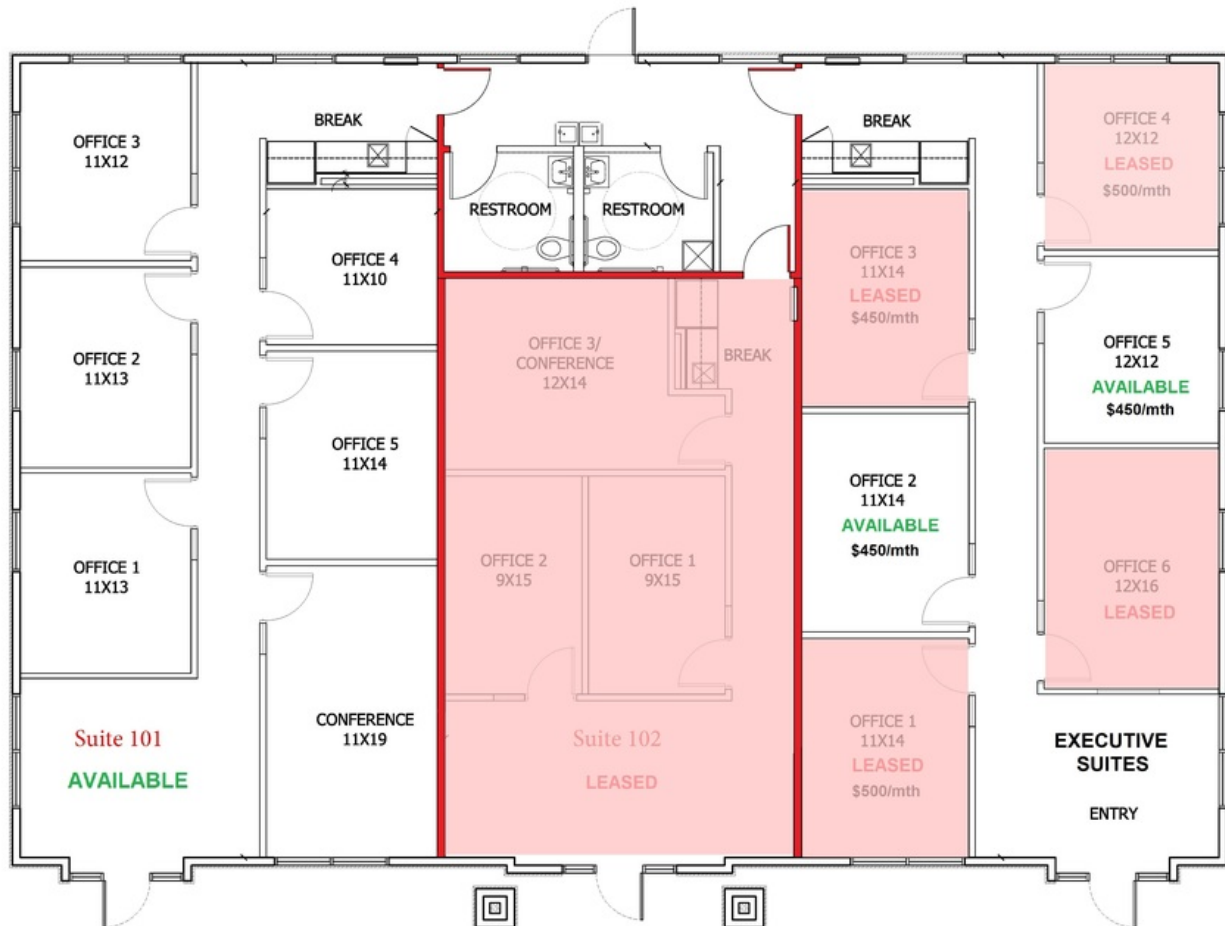 OFFICE 3
11X12
BREAK
OFFICE 4
11X10
OFFICE 2
11X13
OFFICE 5
11X14
OFFICE 1
11X13
CONFERENCE
11X19
Suite 101
AVAILABLE
RESTROOM
RESTROOM
OFFICE 3/
CONFERENCE
12X14
BREAK
OFFICE 2
9X15
OFFICE 1
9X15
Suite 102
LEASED
BREAK
OFFICE 4
12X12
LEASED
$500/mth
OFFICE 3
11X14
LEASED
$450/mth
OFFICE 5
12X12
AVAILABLE
$450/mth
OFFICE 2
11X14
AVAILABLE
$450/mth
OFFICE 6
12X16
LEASED
OFFICE 1
11X14
LEASED
$500/mth
EXECUTIVE
SUITES
ENTRY